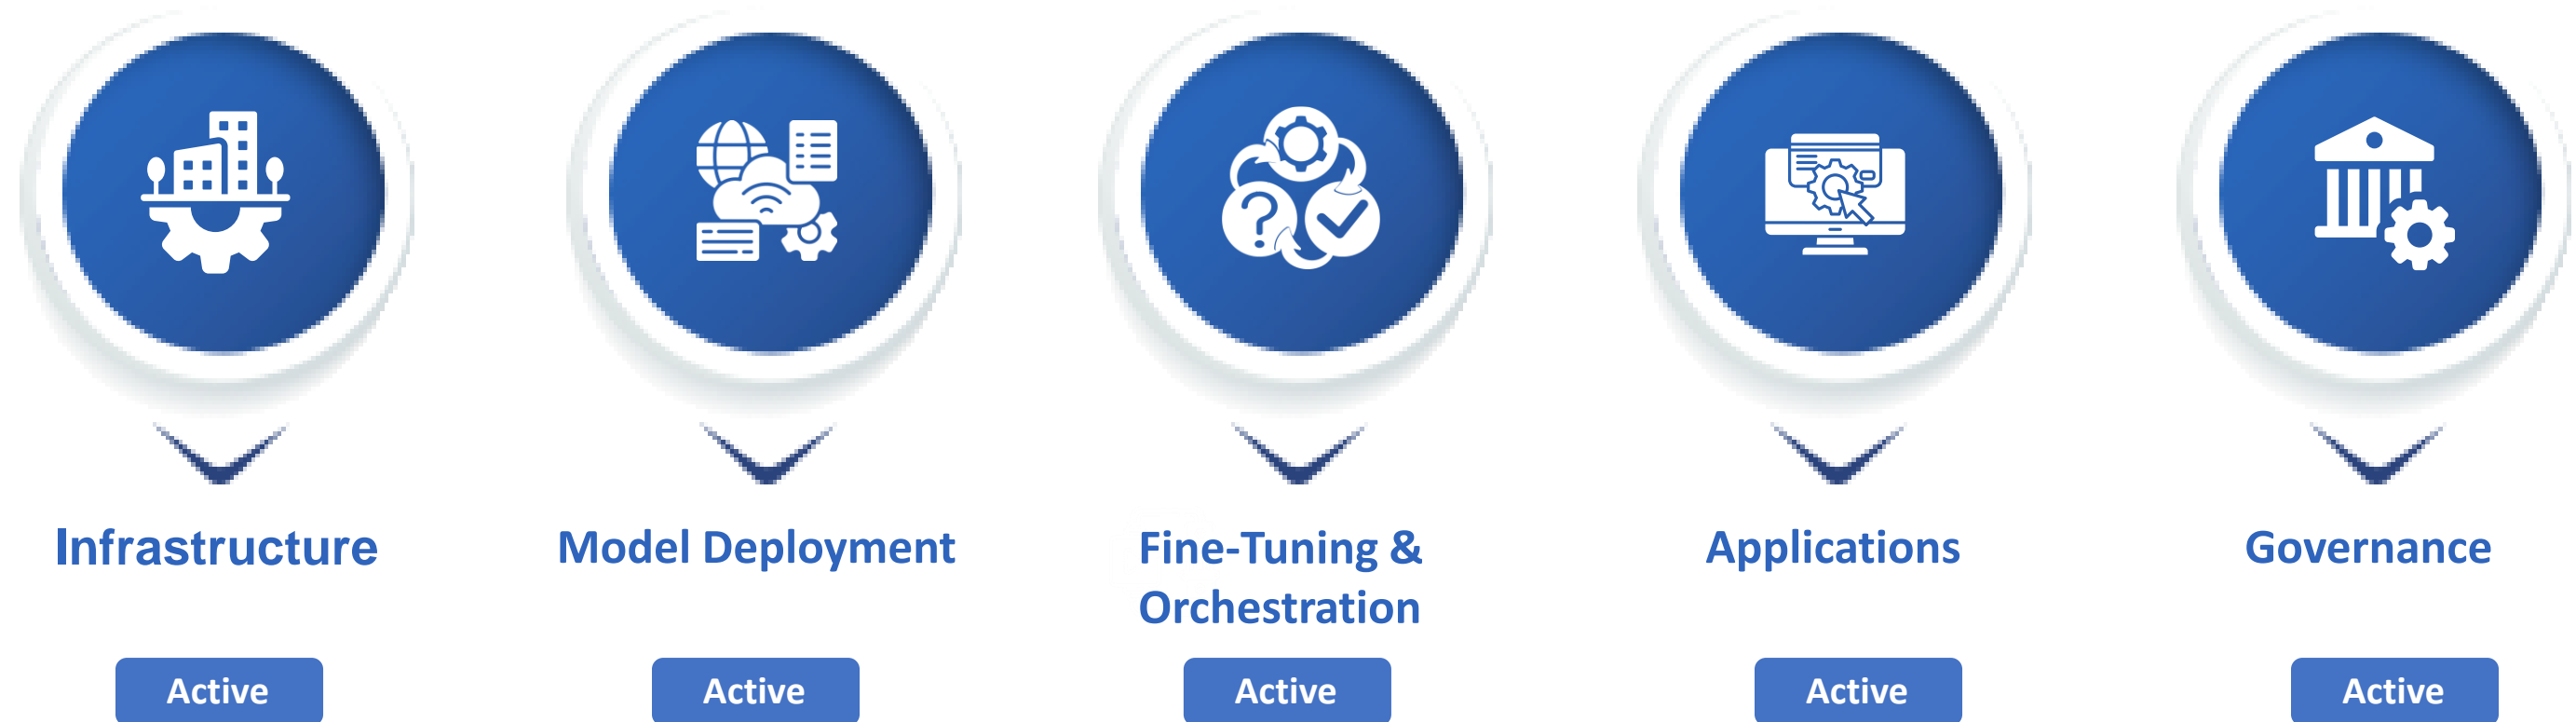 Infrastructure
Model Deployment
Fine-Tuning &
Orchestration
Applications
Governance
Active
Active
Active
Active
Active